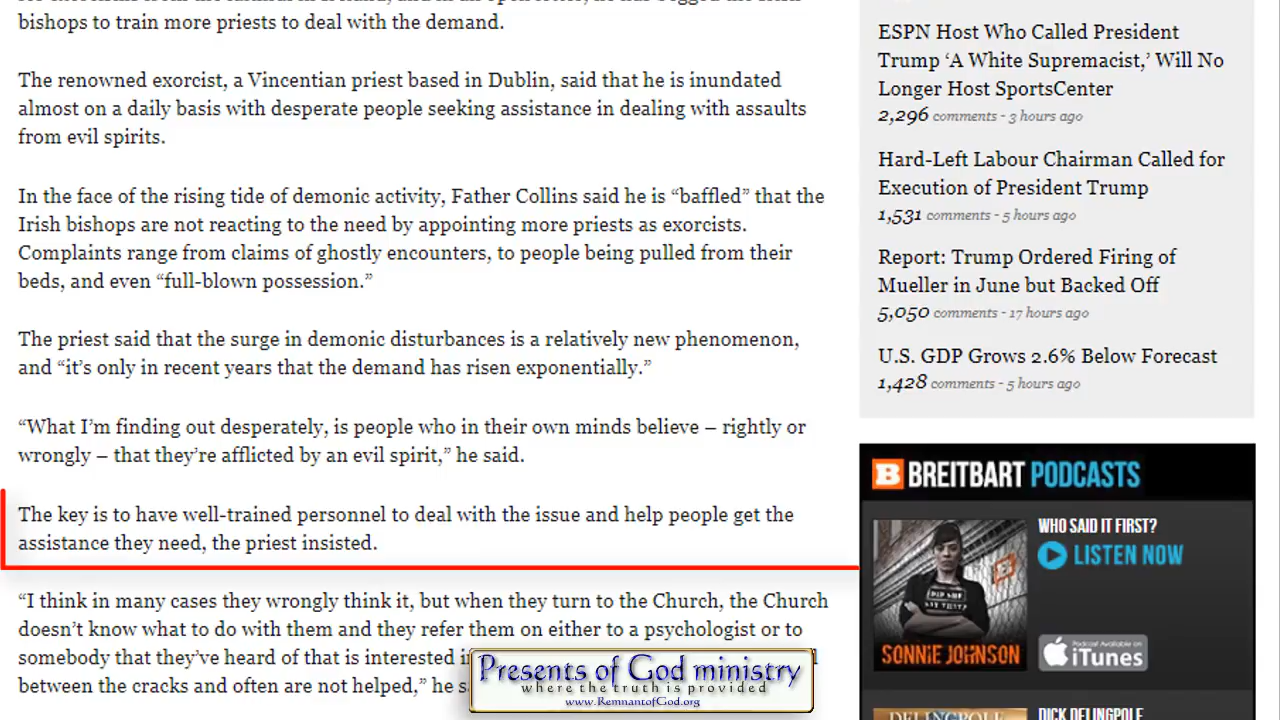 bishops to train more priests to deal with the demand.
The renowned exorcist, a Vincentian priest based in Dublin, said that he is inundated
almost on a daily basis with desperate people seeking assistance in dealing with assaults
from evil spirits.
In the face of the rising tide of demonic activity, Father Collins said he is “baffled” that the
Irish bishops are not reacting to the need by appointing more priests as exorcists.
Complaints range from claims of ghostly encounters, to people being pulled from their
beds, and even “full-blown possession.”
The priest said that the surge in demonic disturbances is a relatively new phenomenon,
and “it’s only in recent years that the demand has risen exponentially.”
“What I’m finding out desperately, is people who in their own minds believe – rightly or
wrongly – that they’re afflicted by an evil spirit,” he said.
The key is to have well-trained personnel to deal with the issue and help people get the
assistance they need, the priest insisted.
“I think in many cases they wrongly think it, but when they turn to the Church, the Church
doesn’t know what to do with them and they refer them on either to a psychologist or to
somebody that they’ve heard of that is interested
between the cracks and often are not helped,” he
Presents of God ministry
where the truth is provided
www.RemnantofGod.org
ESPN Host Who Called President
Trump ‘A White Supremacist,’ Will No
Longer Host SportsCenter
2,296 comments - 3 hours ago
Hard-Left Labour Chairman Called for
Execution of President Trump
1,531 comments - 5 hours ago
Report: Trump Ordered Firing of
Mueller in June but Backed Off
5,050 comments - 17 hours ago
U.S. GDP Grows 2.6% Below Forecast
1,428 comments - 5 hours ago
B BREITBART PODCASTS
WHO SAID IT FIRST?
LISTEN NOW
SONNIE JOHNSON
Podcast Available on
iTunes
DELINGPOLE
DICK DELINGPOLE